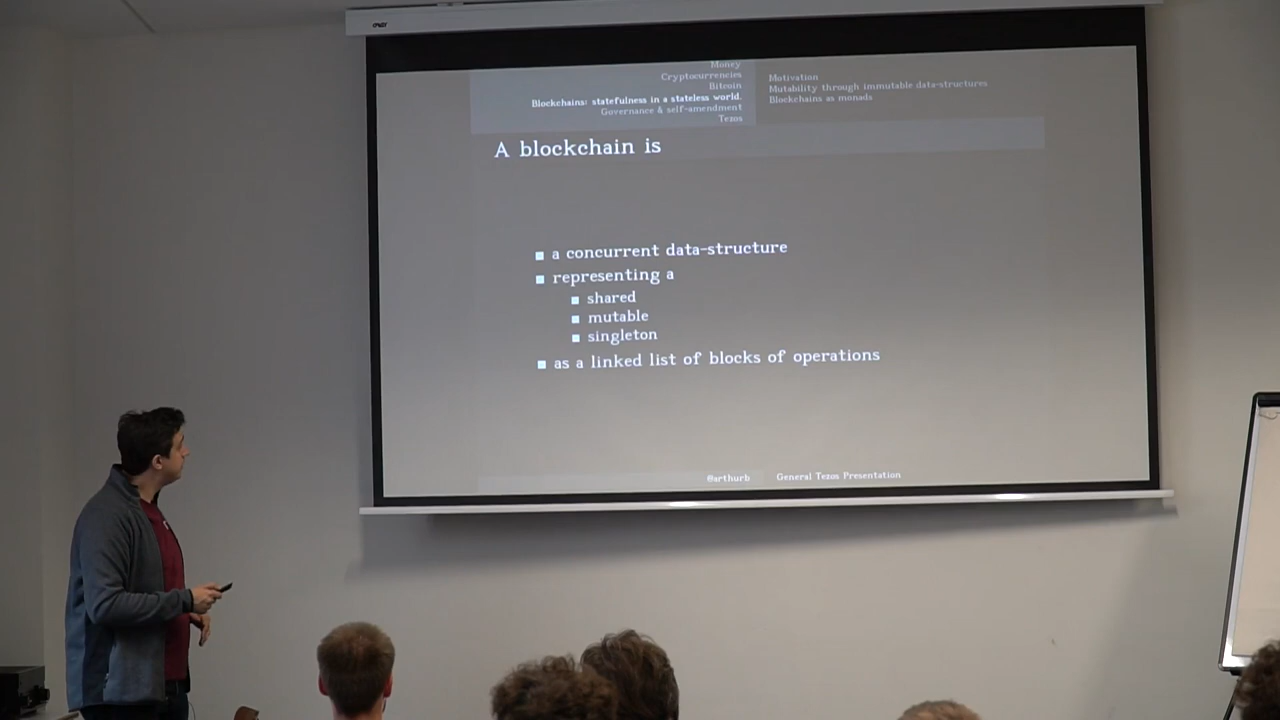 Money
Cryptocurrencies
Bitcoin
Blockchains: statefulness in a stateless world.
Governance & self-amendment
Tezos
Motivation
Mutability through immutable data-structures
Blockchains as monads
A blockchain is
a concurrent data-structure
representing a
shared
mutable
singleton
as a linked list of blocks of operations
@arthurb
General Tezos Presentation